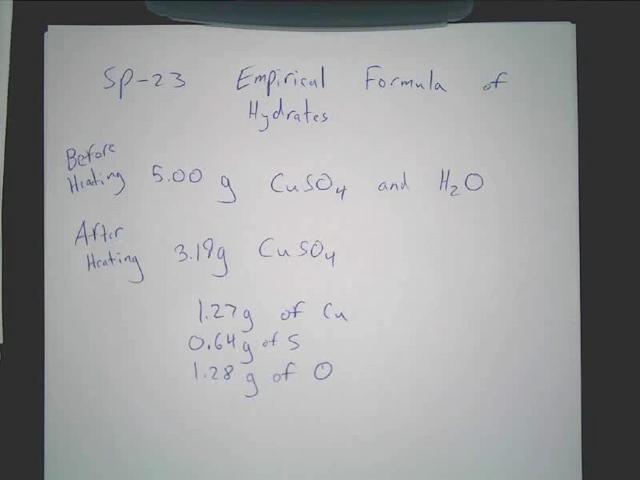 SP-23 Empirical Formula of
Hydrates
Before
Heating 5.00 g CuSO4 and H2O
After
Heating 3.19g CuSO4
1.27g of Cu
0.64g of S
1.28 g of O